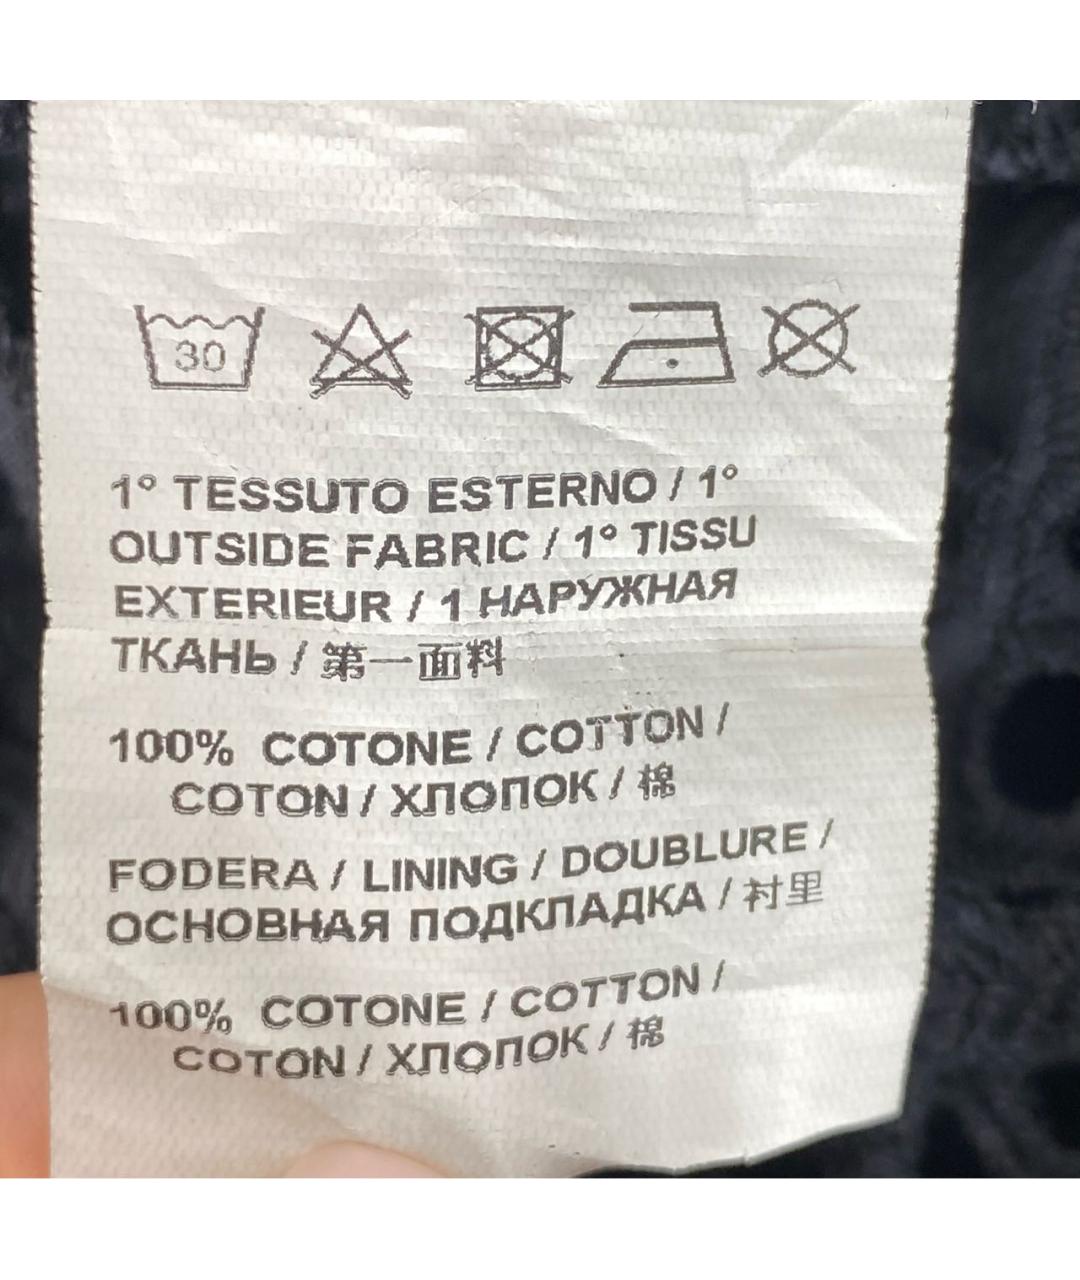 30
1° TESSUTO ESTERNO / 1°
OUTSIDE FABRIC / 1° TISSU
EXTERIEUR / 1 НАРУЖНАЯ
ТКАНЬ / 第一面料
100% COTONE / COTTON /
COTON / ХЛОПОК / 棉
FODERA / LINING / DOUBLURE /
ОСНОВНАЯ ПОДКЛАДКА / 衬里
100% COTONE / COTTON /
COTON / ХЛОПОК / 棉